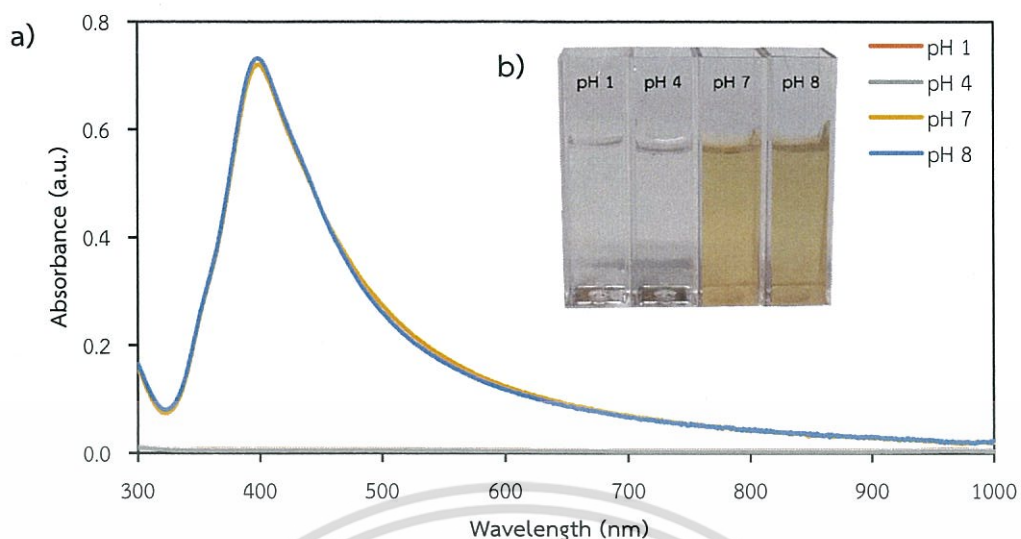 a)
b)
pH 1 pH 4 pH 7 pH 8
pH 1
pH 4
pH 7
pH 8
Absorbance (a.u.)
0.8
0.6
0.4
0.2
0.0
300 400 500 600 700 800 900 1000
Wavelength (nm)